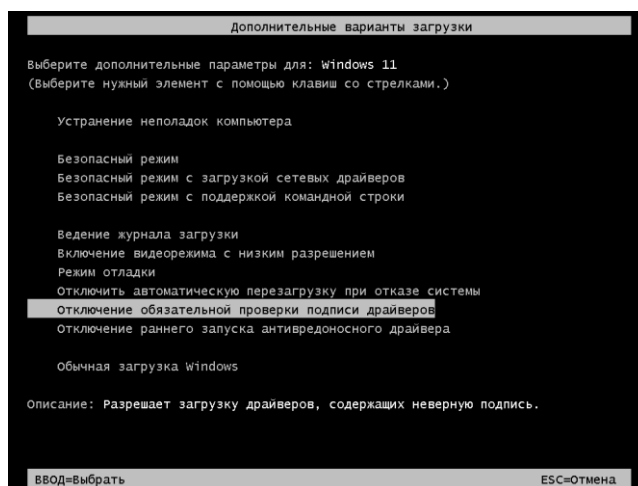 Дополнительные варианты загрузки
Выберите дополнительные параметры для: Windows 11
(Выберите нужный элемент с помощью клавиш со стрелками.)
Устранение неполадок компьютера
Безопасный режим
Безопасный режим с загрузкой сетевых драйверов
Безопасный режим с поддержкой командной строки
Ведение журнала загрузки
Включение видеорежима с низким разрешением
Режим отладки
Отключить автоматическую перезагрузку при отказе системы
Отключение обязательной проверки подписи драйверов
Отключение раннего запуска антивредоносного драйвера
Обычная загрузка Windows
Описание: Разрешает загрузку драйверов, содержащих неверную подпись.
ВВОД=Выбрать ESC=Отмена